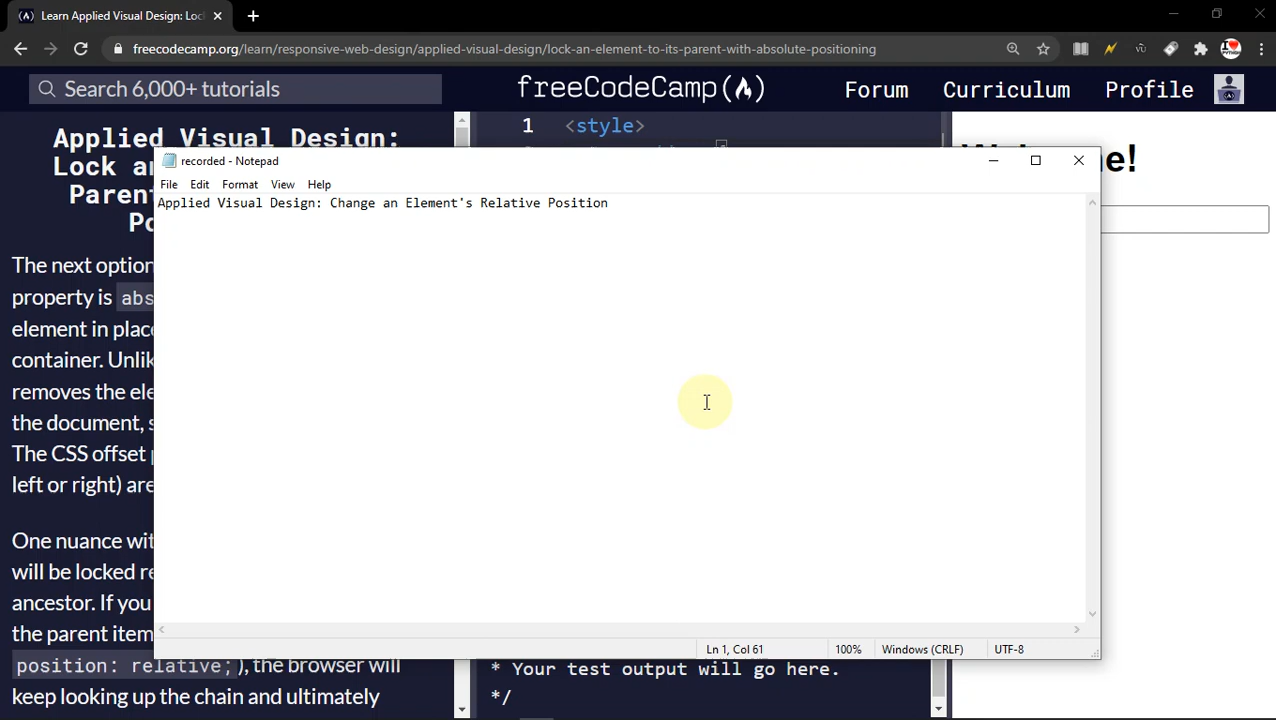 Learn Applied Visual Design: Loc
freecodecamp.org/learn/responsive-web-design/applied-visual-design/lock-an-element-to-its-parent-with-absolute-positioning
Search 6,000+ tutorials
freeCodeCamp
Forum
Curriculum
Profile
Applied Visual Design:
Lock an
Parent
Po
The next option
property is abs
element in place
container. Unlik
removes the ele
the document, s
The CSS offset p
left or right) are
One nuance wit
will be locked re
ancestor. If you
the parent item
position: relative;), the browser will
keep looking up the chain and ultimately
1 <style>
recorded - Notepad
File Edit Format View Help
Applied Visual Design: Change an Element's Relative Position
Ln 1, Col 61 100% Windows (CRLF) UTF-8
* Your test output will go here.
*/
e!